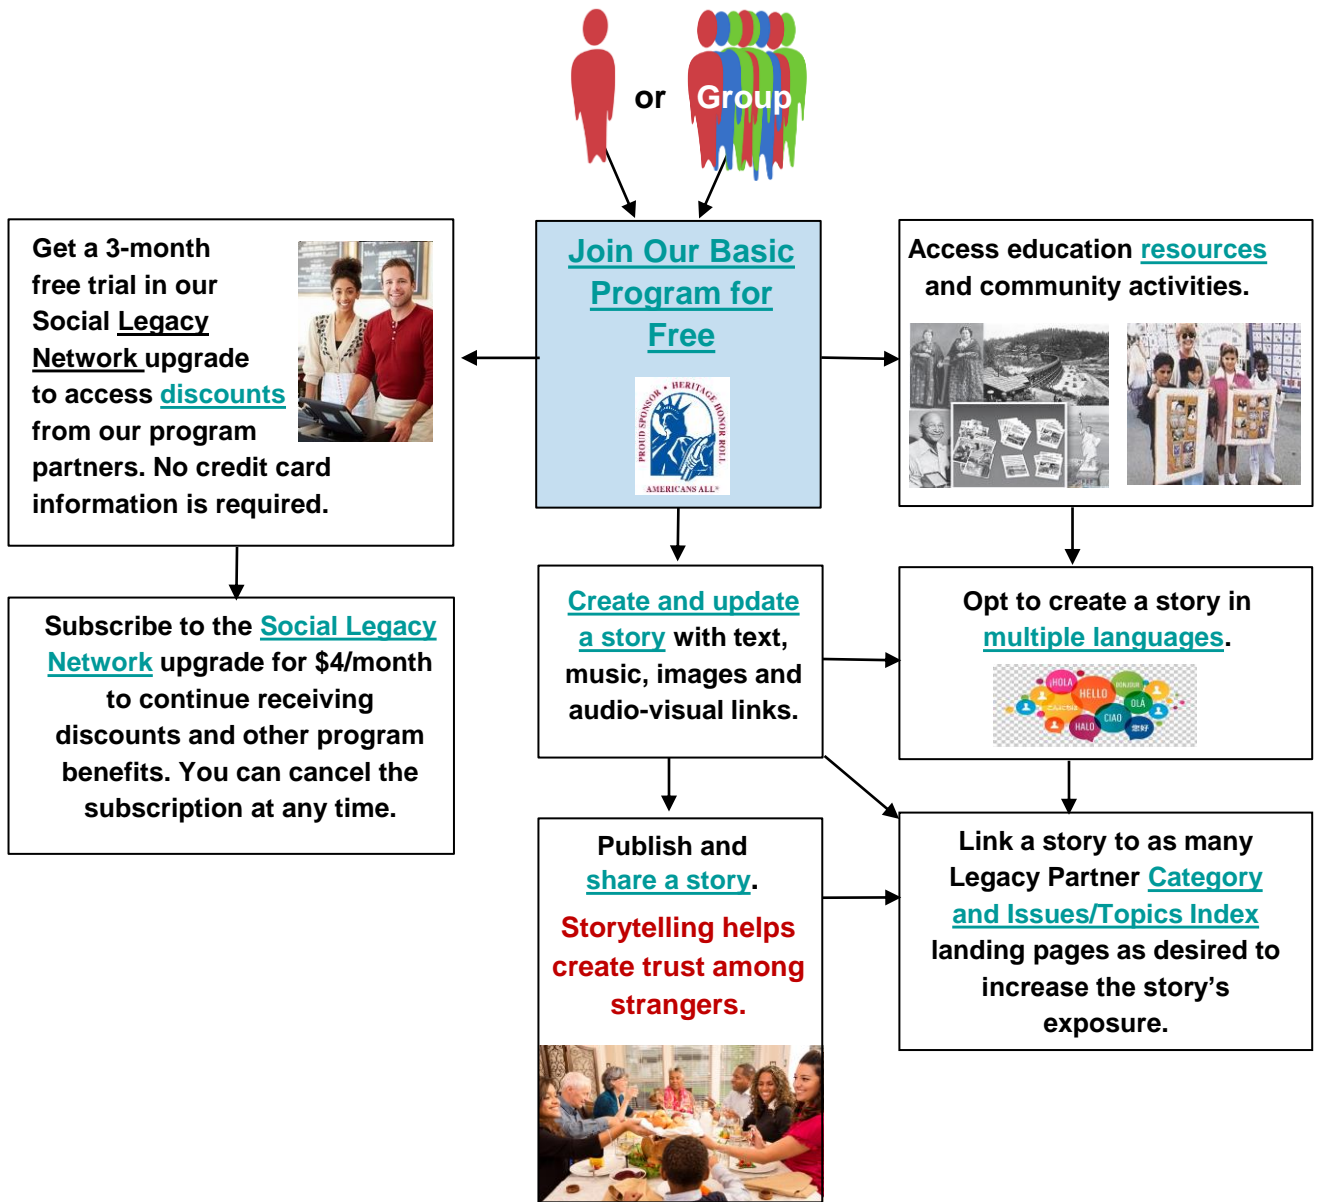 or
Group
Get a 3-month
free trial in our
Social Legacy
Network upgrade
to access discounts
from our program
partners. No credit card
information is required.
Join Our Basic
Program for
Free
PROUD SPONSOR • HERITAGE HONOR ROLL
AMERICANS ALL®
Access education resources
and community activities.
Subscribe to the Social Legacy
Network upgrade for $4/month
to continue receiving
discounts and other program
benefits. You can cancel the
subscription at any time.
Create and update
a story with text,
music, images and
audio-visual links.
Opt to create a story in
multiple languages.
¡HOLA
HELLO
BONJOUR
OLÁ
CIAO
HALO
您好
Publish and
share a story.
Storytelling helps
create trust among
strangers.
Link a story to as many
Legacy Partner Category
and Issues/Topics Index
landing pages as desired to
increase the story’s
exposure.